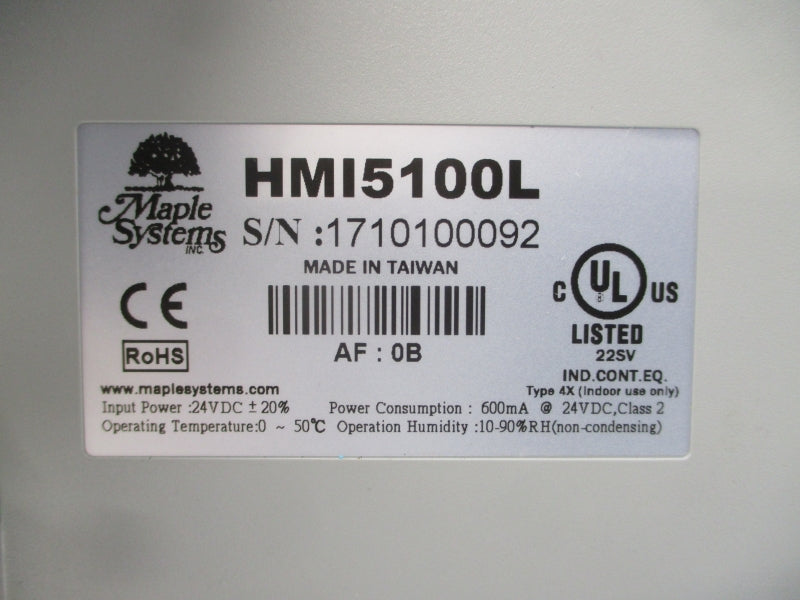 HMI5100L
Maple
Systems
INC.
S/N :1710100092
MADE IN TAIWAN
CE
C UL US
LISTED
RoHS
AF : 0B
22SV
IND.CONT.EQ.
www.maplesystems.com
Type 4X (Indoor use only)
Input Power :24VDC ± 20% Power Consumption : 600mA @ 24VDC,Class 2
Operating Temperature:0 ~ 50℃ Operation Humidity :10-90%RH(non-condensing)